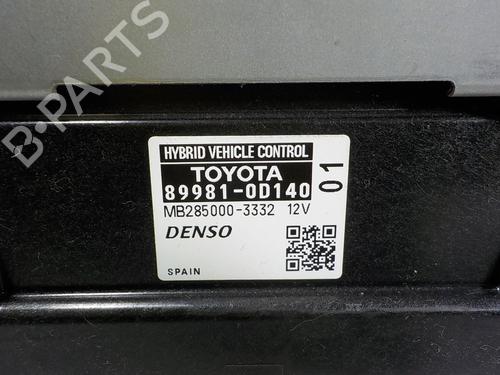 B-PARTS
HYBRID VEHICLE CONTROL
TOYOTA
89981-0D140
01
MB285000-3332 12V
DENSO
SPAIN